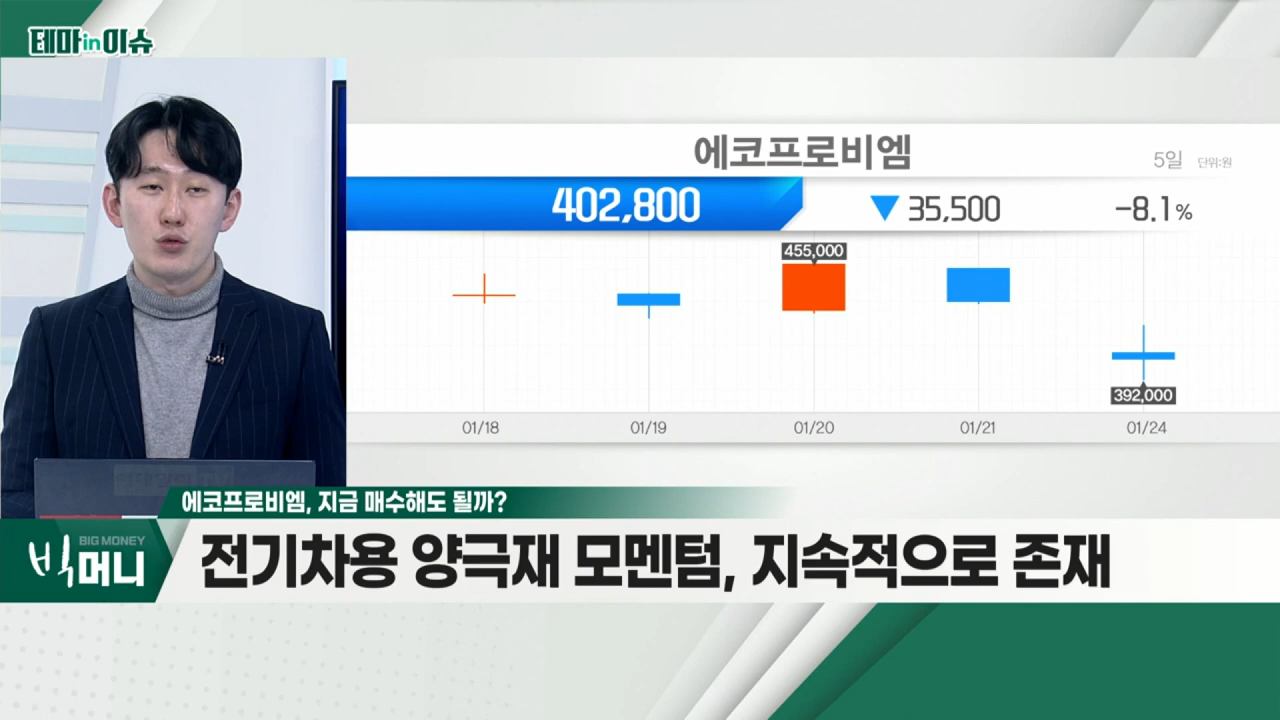 테마in이슈
에코프로비엠
5일 단위:원
402,800 ▼ 35,500 -8.1%
455,000
392,000
01/18 01/19 01/20 01/21 01/24
에코프로비엠, 지금 매수해도 될까?
BIG MONEY
빅머니
전기차용 양극재 모멘텀, 지속적으로 존재